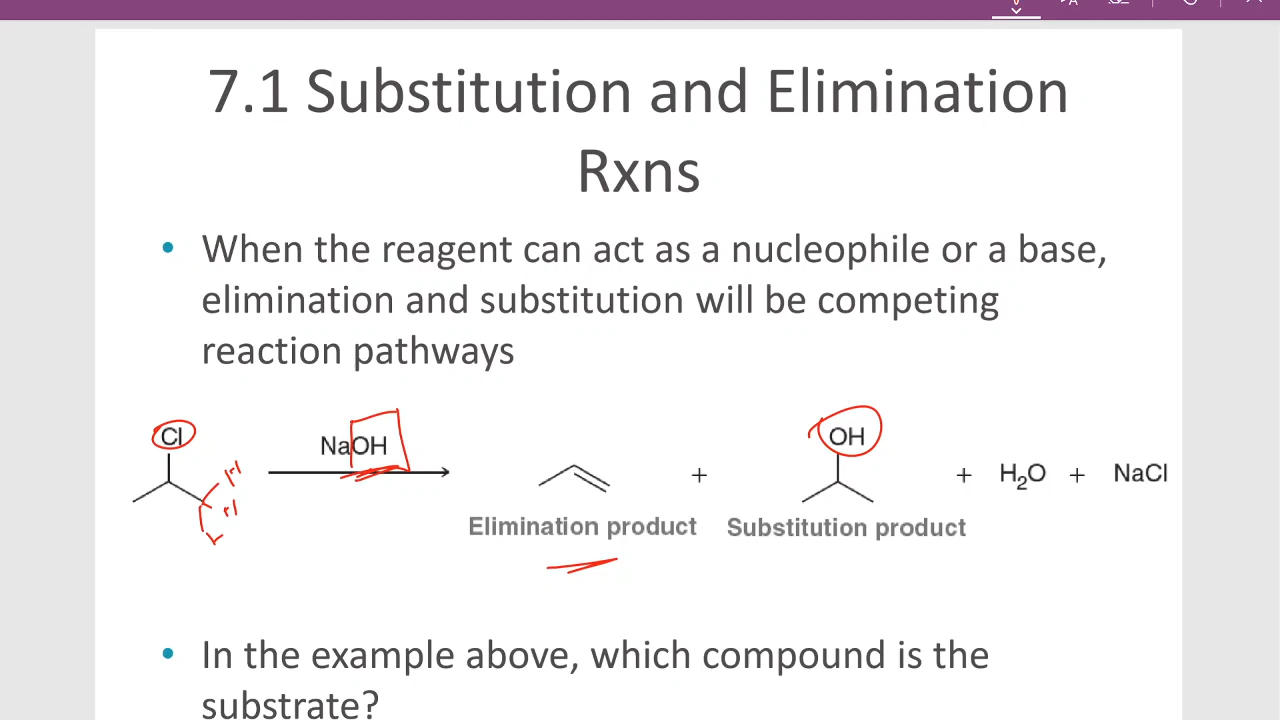 7.1 Substitution and Elimination
Rxns
• When the reagent can act as a nucleophile or a base,
elimination and substitution will be competing
reaction pathways
Cl
H
H
NaOH
+
OH
+ H₂O + NaCl
Elimination product
Substitution product
• In the example above, which compound is the
substrate?